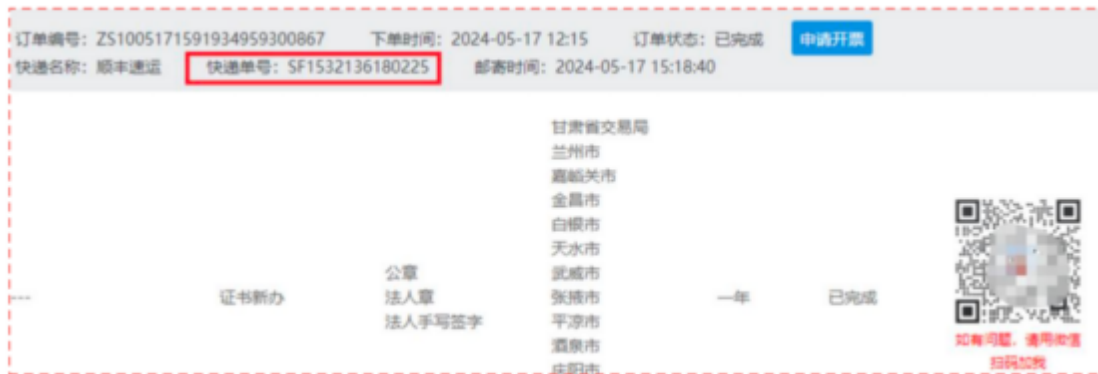 订单编号：ZS10051715919349593008​67 下单时间：2024-05-17 12:15 订单状态：已完成 申请开票
快递名称：顺丰速运 快递单号：SF1532136180225 邮寄时间：2024-05-17 15:18:40
甘肃省交易局
兰州市
嘉峪关市
金昌市
白银市
天水市
公章 武威市
--- 证书新办 法人章 张掖市 一年 已完成
法人手写签字 平凉市
酒泉市
庆阳市
如有问题，请用微信
扫码加我